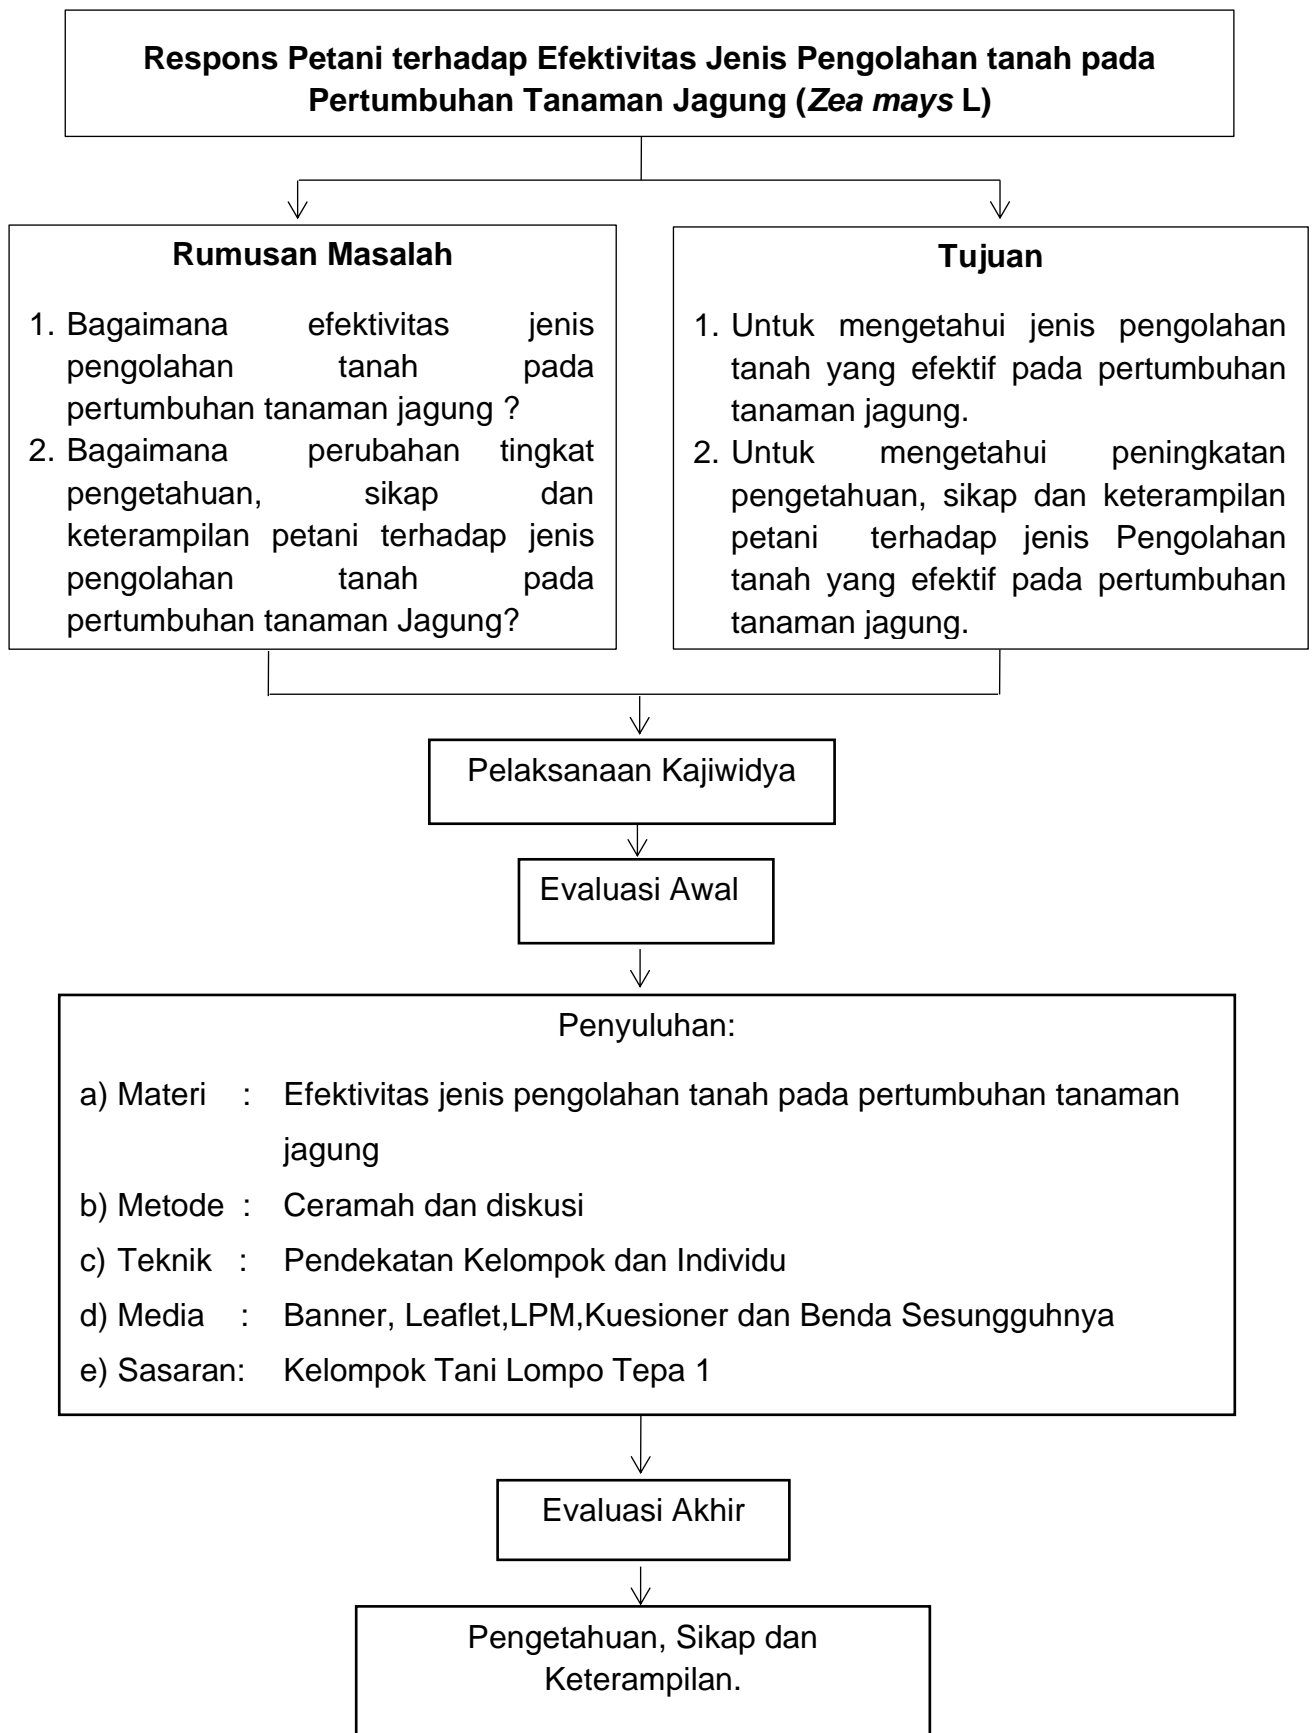 Respons Petani terhadap Efektivitas Jenis Pengolahan tanah pada
Pertumbuhan Tanaman Jagung (Zea mays L)
Rumusan Masalah
1. Bagaimana efektivitas jenis
pengolahan tanah pada
pertumbuhan tanaman jagung ?
2. Bagaimana perubahan tingkat
pengetahuan, sikap dan
keterampilan petani terhadap jenis
pengolahan tanah pada
pertumbuhan tanaman Jagung?
Tujuan
1. Untuk mengetahui jenis pengolahan
tanah yang efektif pada pertumbuhan
tanaman jagung.
2. Untuk mengetahui peningkatan
pengetahuan, sikap dan keterampilan
petani terhadap jenis Pengolahan
tanah yang efektif pada pertumbuhan
tanaman jagung.
Pelaksanaan Kajiwidya
Evaluasi Awal
Penyuluhan:
a) Materi : Efektivitas jenis pengolahan tanah pada pertumbuhan tanaman
jagung
b) Metode : Ceramah dan diskusi
c) Teknik : Pendekatan Kelompok dan Individu
d) Media : Banner, Leaflet,LPM,Kuesioner dan Benda Sesungguhnya
e) Sasaran: Kelompok Tani Lompo Tepa 1
Evaluasi Akhir
Pengetahuan, Sikap dan
Keterampilan.